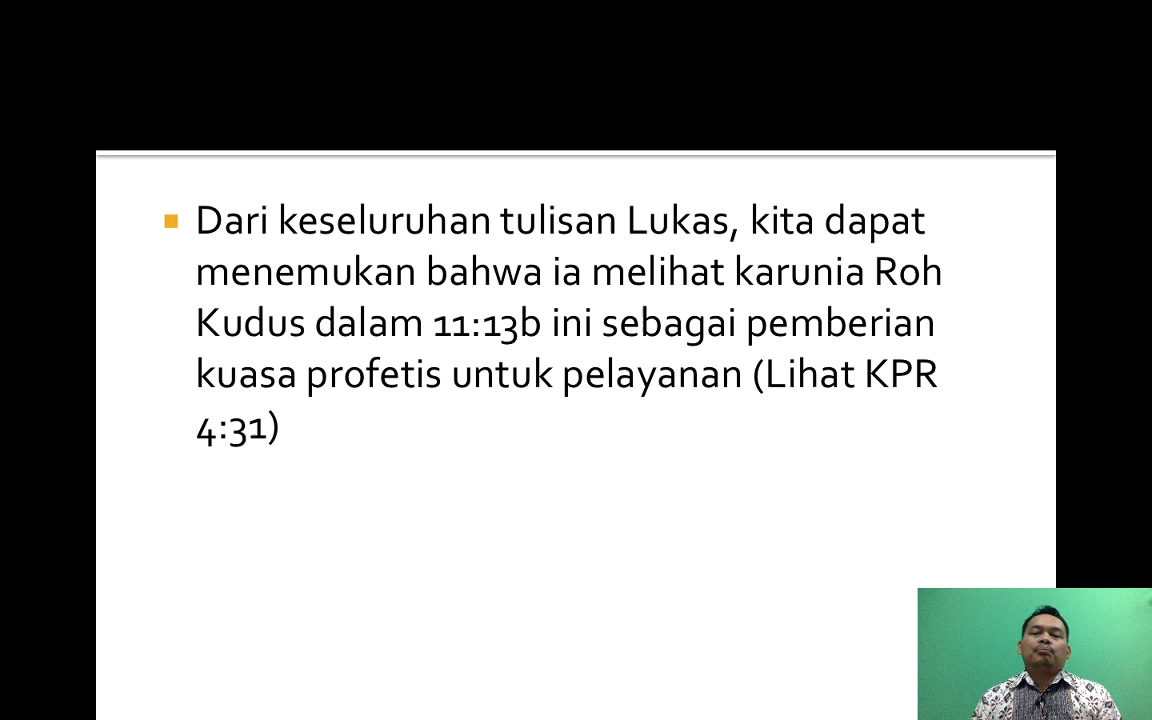 Dari keseluruhan tulisan Lukas, kita dapat
menemukan bahwa ia melihat karunia Roh
Kudus dalam 11:13b ini sebagai pemberian
kuasa profetis untuk pelayanan (Lihat KPR
4:31)